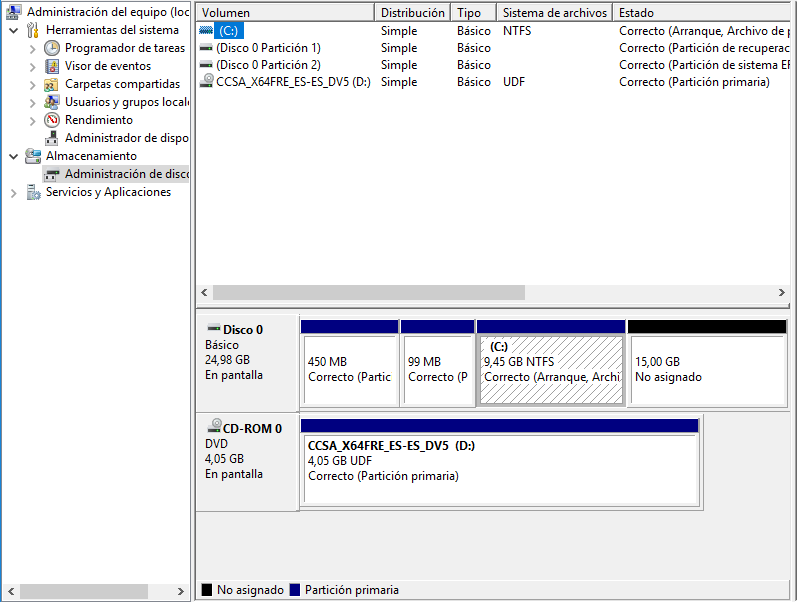 Administración del equipo (loc
Herramientas del sistema
Programador de tareas
Visor de eventos
Carpetas compartidas
Usuarios y grupos locale
Rendimiento
Administrador de dispo
Almacenamiento
Administración de disco
Servicios y Aplicaciones
Volumen Distribución Tipo Sistema de archivos Estado
(C:) Simple Básico NTFS Correcto (Arranque, Archivo de p
(Disco 0 Partición 1) Simple Básico Correcto (Partición de recuperac
(Disco 0 Partición 2) Simple Básico Correcto (Partición de sistema EF
CCSA_X64FRE_ES-ES_DV5 (D:) Simple Básico UDF Correcto (Partición primaria)
Disco 0
Básico
24,98 GB
En pantalla
450 MB
Correcto (Partic
99 MB
Correcto (P
(C:)
9,45 GB NTFS
Correcto (Arranque, Archi
15,00 GB
No asignado
CD-ROM 0
DVD
4,05 GB
En pantalla
CCSA_X64FRE_ES-ES_DV5 (D:)
4,05 GB UDF
Correcto (Partición primaria)
No asignado Partición primaria